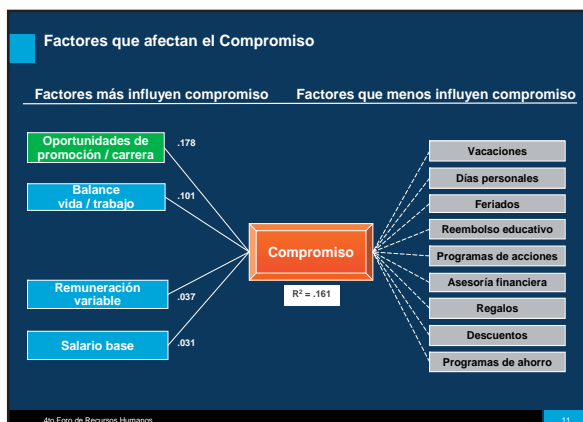 Factores que afectan el Compromiso
Factores más influyen compromiso
Factores que menos influyen compromiso
Oportunidades de
promoción / carrera
.178
Balance
vida / trabajo
.101
Remuneración
variable
.037
Salario base
.031
Compromiso
R² = .161
Vacaciones
Días personales
Feriados
Reembolso educativo
Programas de acciones
Asesoría financiera
Regalos
Descuentos
Programas de ahorro
4to Foro de Recursos Humanos
11